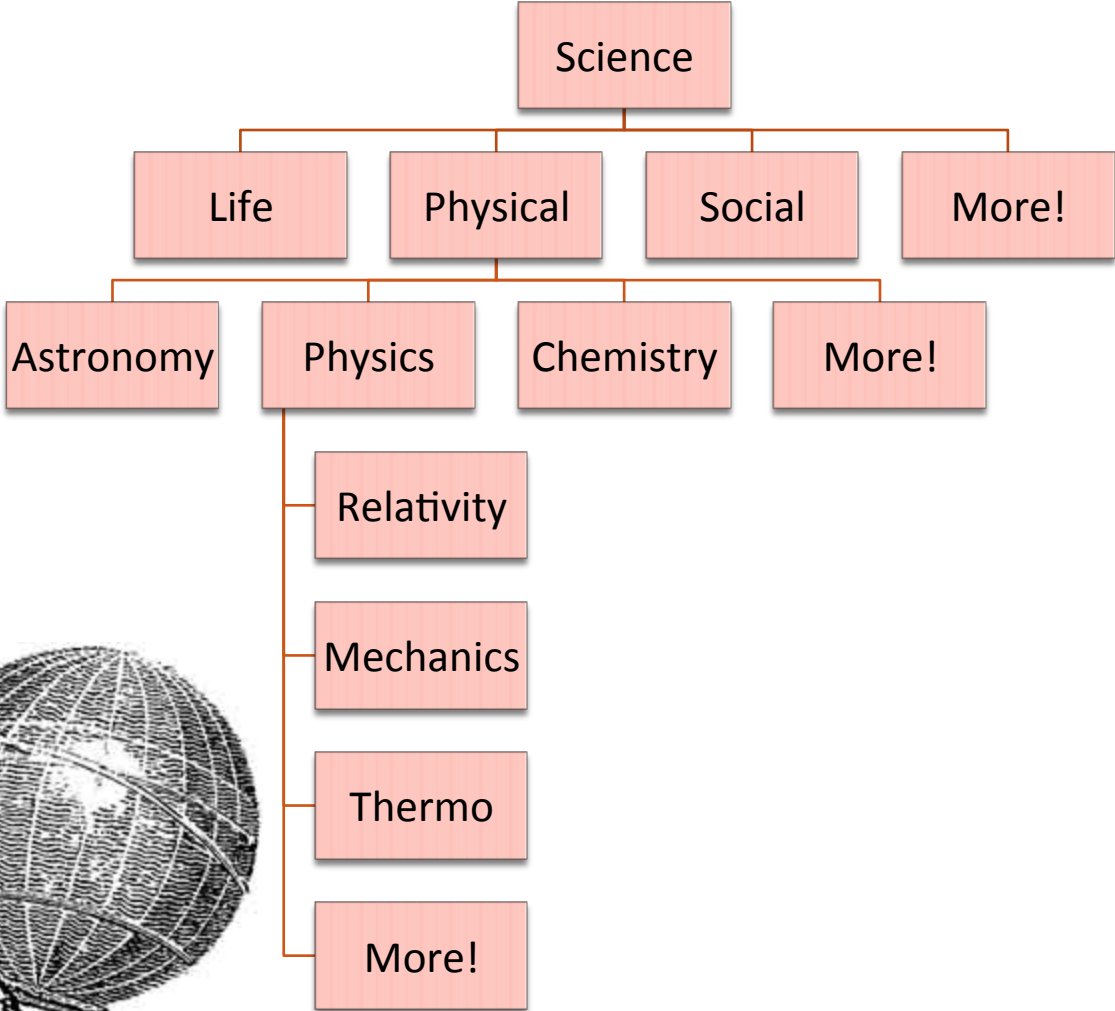 Science
Life Physical Social More!
Astronomy Physics Chemistry More!
Relativity
Mechanics
Thermo
More!